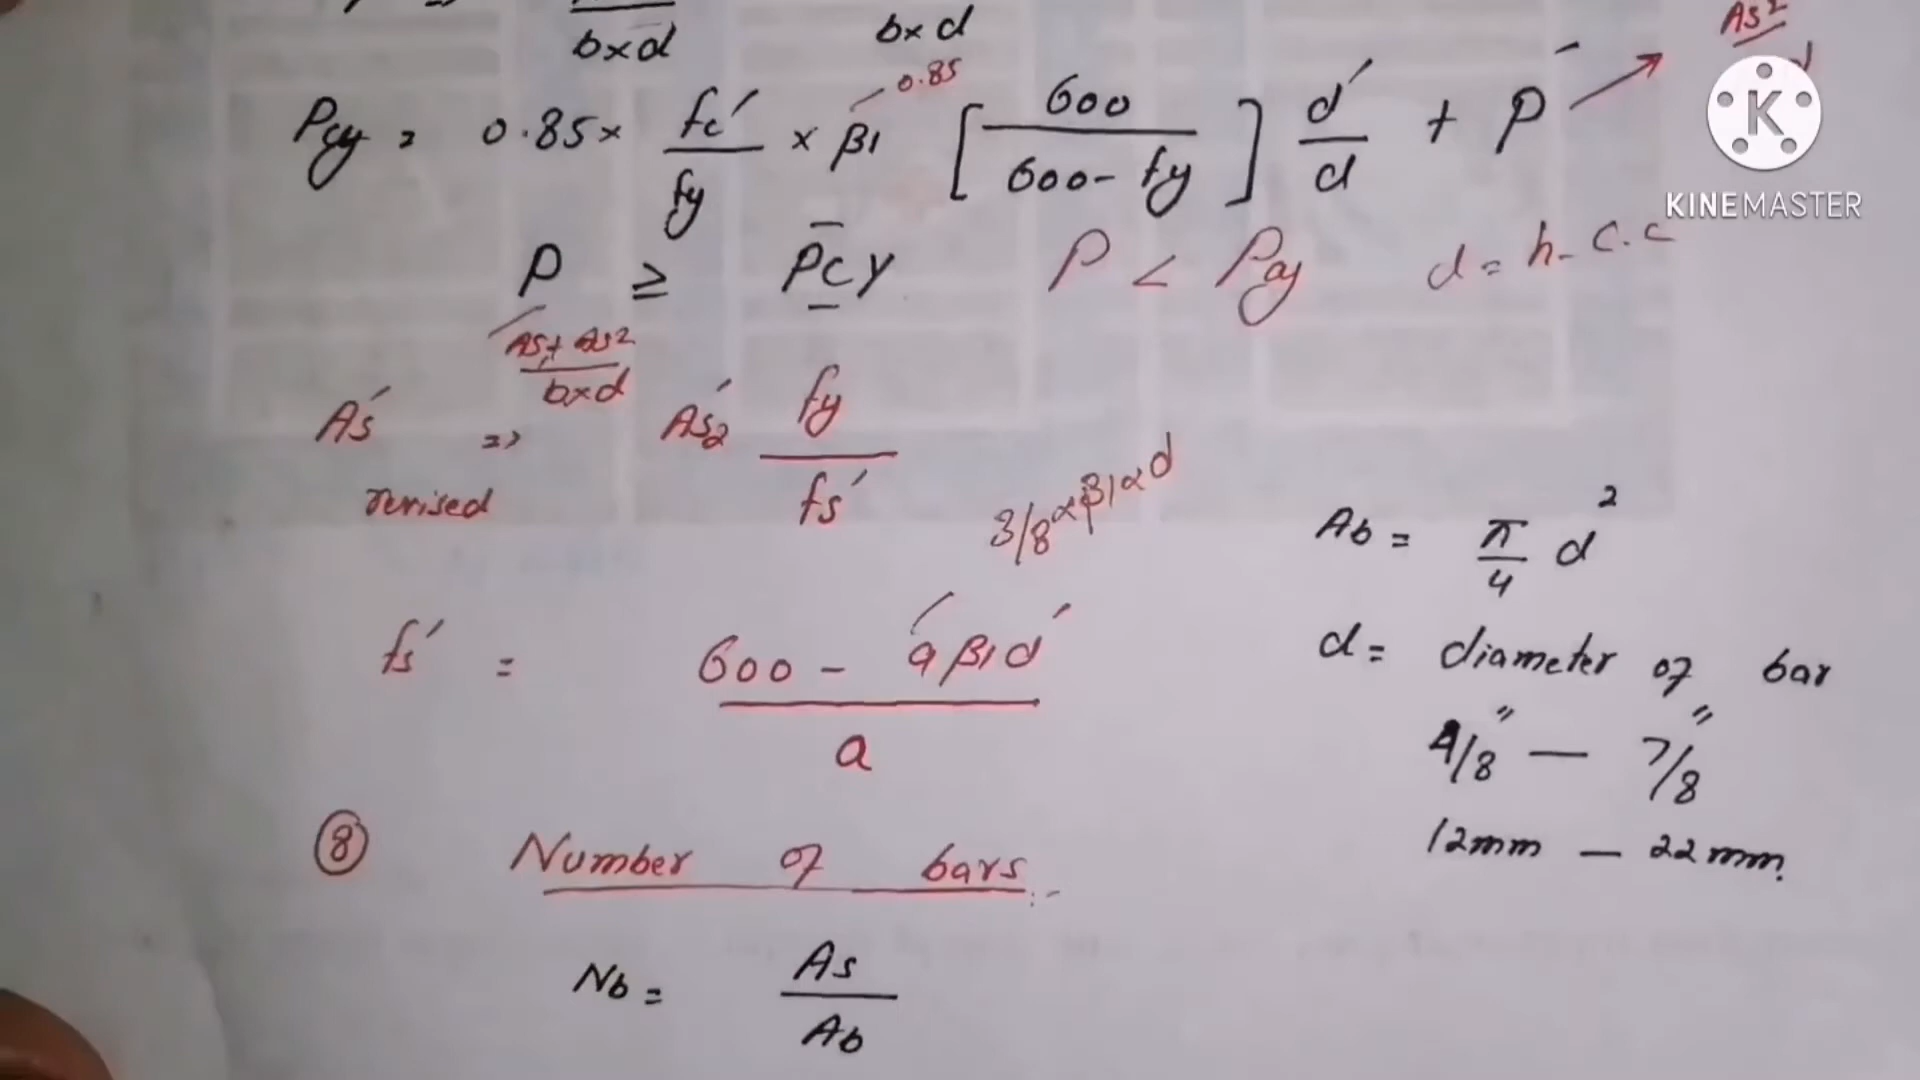 b×d b×d As2
Pcy = 0.85× fc'/fy × β1 0.85 [600/600-fy] d'/d + P'
K
KINEMASTER
P ≥ P̄cy P < Pcy d = h-c.c
As1+As2/b×d
As' => As2' fy/fs'
revised
3/8×β1×d
Ab = π/4 d²
fs' = 600 - aβ1d'/a
d = diameter of bar
4/8" — 7/8"
12mm — 22mm.
⑧ Number of bars:-
Nb = As/Ab